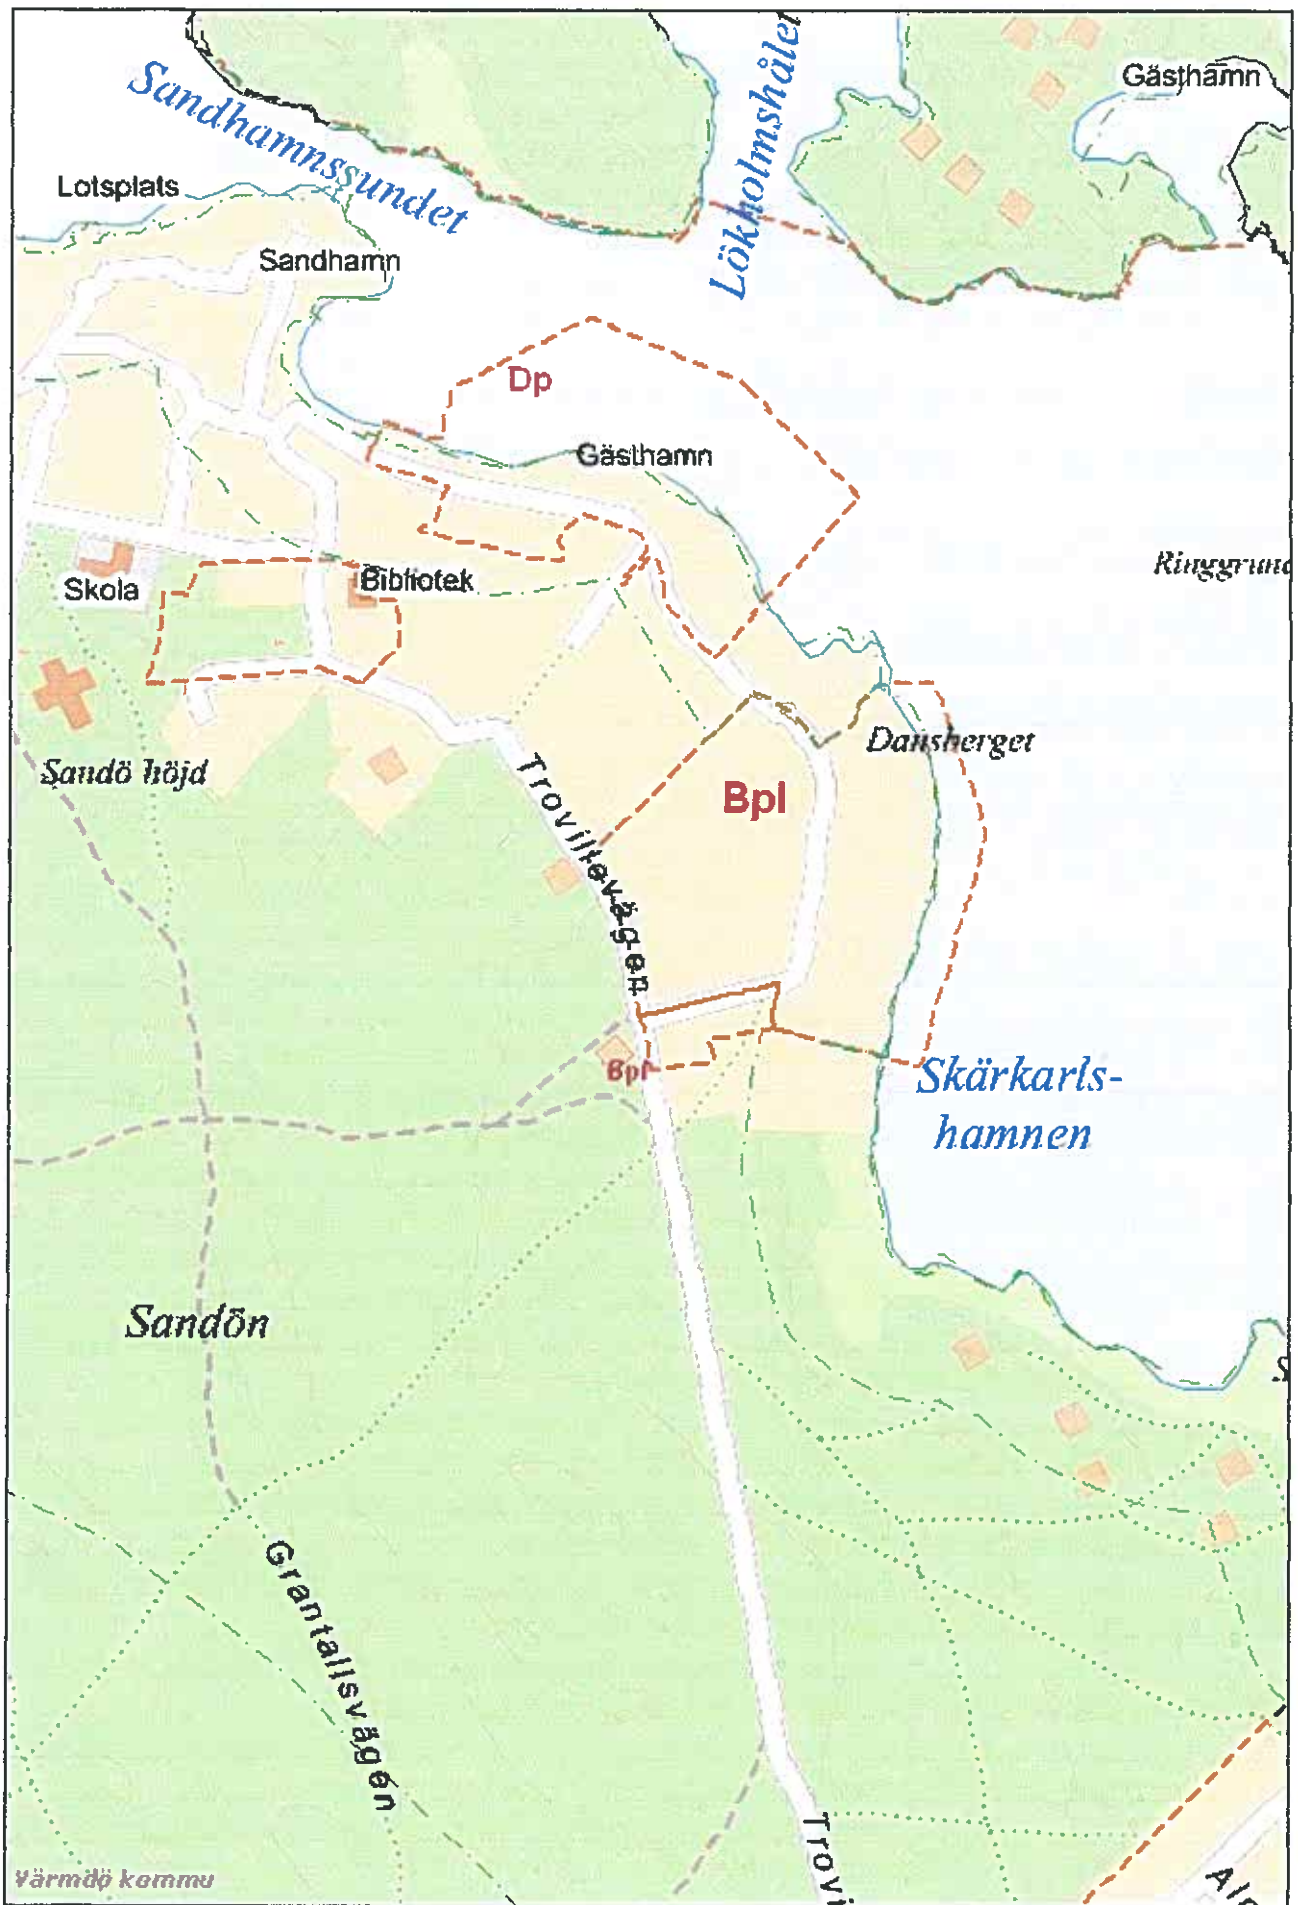 Gästhamn
Sandhamnssundet
Lökholmshålet
Lotsplats
Sandhamn
Dp
Gästhamn
Skola
Bibliotek
Sandö höjd
Dansberget
Bpl
Trovillevägen
Bpl
Skärkarls-
hamnen
Sandön
Grantallsvägen
Trovi
Värmdö kommu